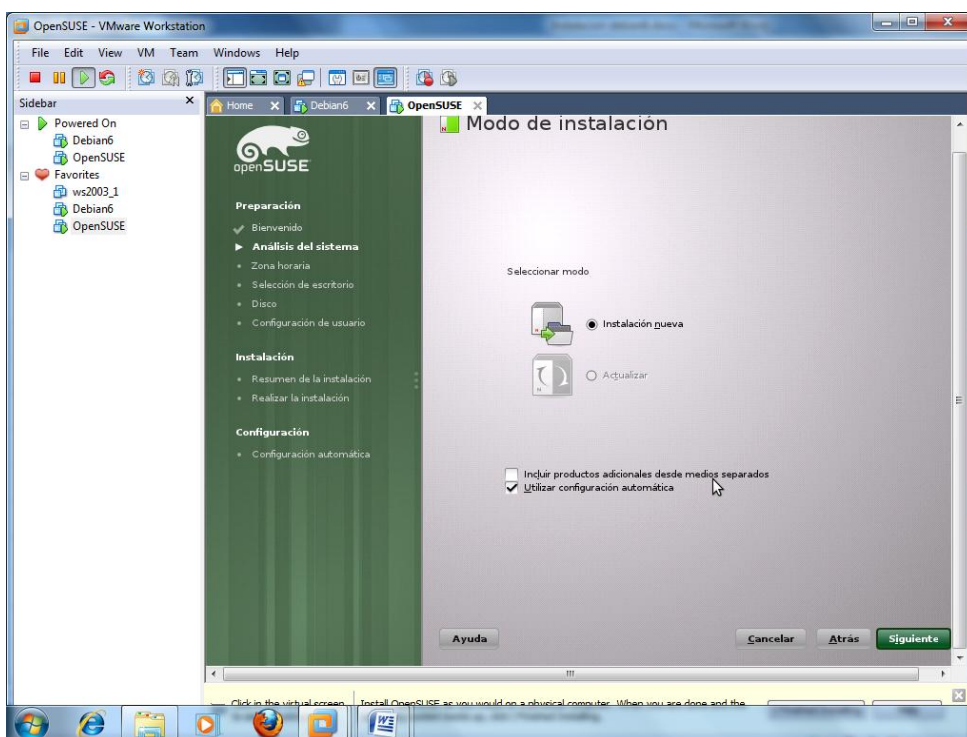 OpenSUSE - VMware Workstation
File Edit View VM Team Windows Help
Sidebar
Powered On
Debian6
OpenSUSE
Favorites
ws2003_1
Debian6
OpenSUSE
Home Debian6 OpenSUSE
openSUSE
Preparación
Bienvenido
Análisis del sistema
Zona horaria
Selección de escritorio
Disco
Configuración de usuario
Instalación
Resumen de la instalación
Realizar la instalación
Configuración
Configuración automática
Modo de instalación
Seleccionar modo
Instalación nueva
Actualizar
Incluir productos adicionales desde medios separados
Utilizar configuración automática
Ayuda Cancelar Atrás Siguiente
Click in the virtual screen
Install OpenSUSE as you would on a physical computer. When you are done and the